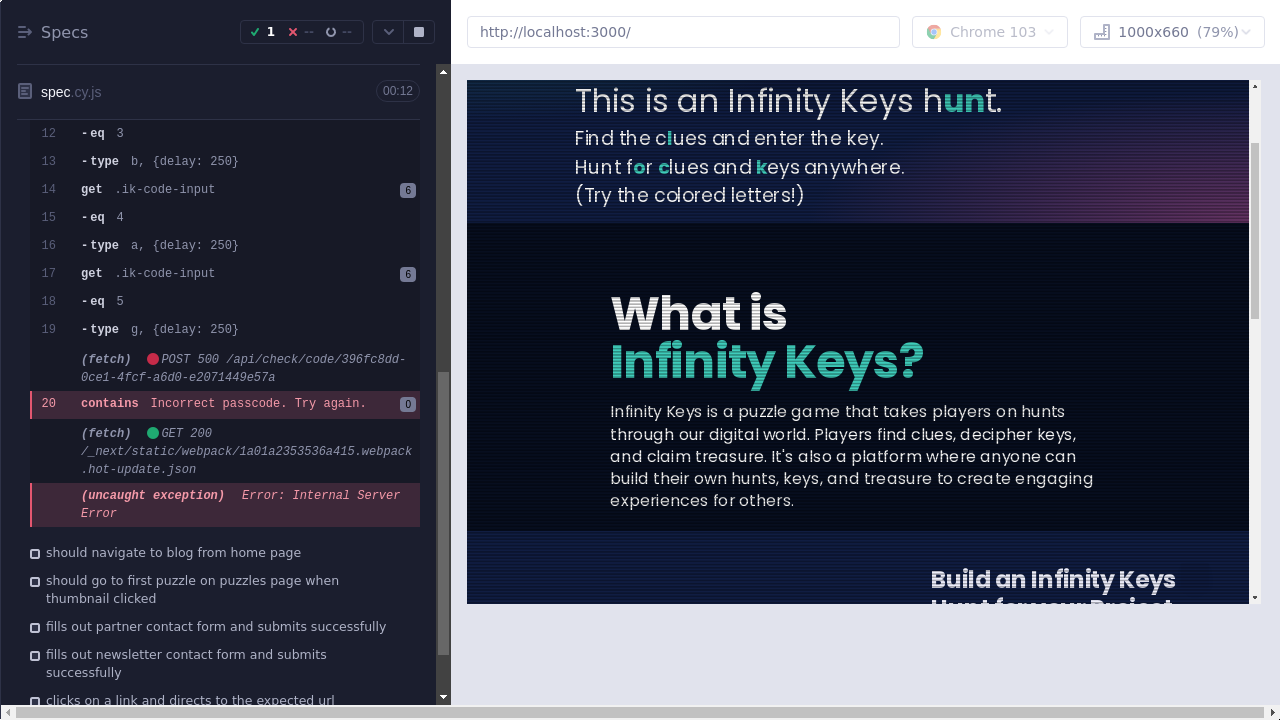 Specs
1
--
--
spec.cy.js
00:12
12 -eq 3
13 -type b, {delay: 250}
14 get .ik-code-input 6
15 -eq 4
16 -type a, {delay: 250}
17 get .ik-code-input 6
18 -eq 5
19 -type g, {delay: 250}
(fetch) POST 500 /api/check/code/396fc8dd-
0ce1-4fcf-a6d0-e2071449e57a
20 contains Incorrect passcode. Try again. 0
(fetch) GET 200
/_next/static/webpack/1a01a2353536a415.webpack
.hot-update.json
(uncaught exception) Error: Internal Server
Error
should navigate to blog from home page
should go to first puzzle on puzzles page when
thumbnail clicked
fills out partner contact form and submits successfully
fills out newsletter contact form and submits
successfully
clicks on a link and directs to the expected url
http://localhost:3000/
Chrome 103
1000x660 (79%)
This is an Infinity Keys hunt.
Find the clues and enter the key.
Hunt for clues and keys anywhere.
(Try the colored letters!)
What is
Infinity Keys?
Infinity Keys is a puzzle game that takes players on hunts
through our digital world. Players find clues, decipher keys,
and claim treasure. It's also a platform where anyone can
build their own hunts, keys, and treasure to create engaging
experiences for others.
Build an Infinity Keys
Hunt for your Project